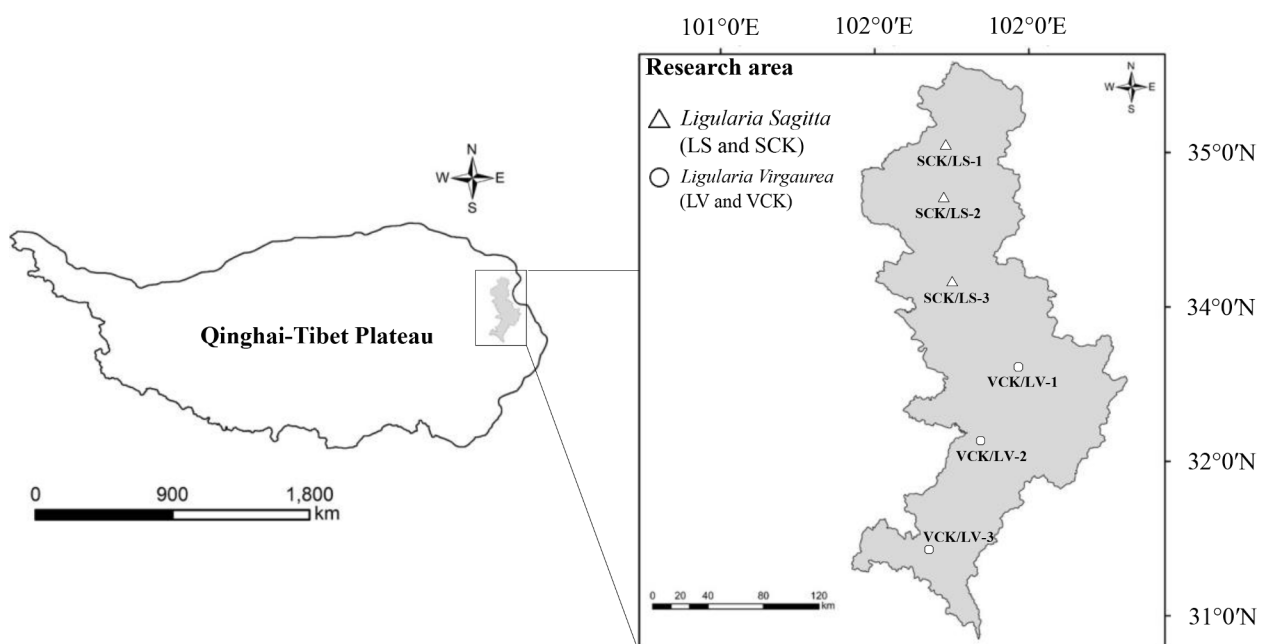 101°0′E 102°0′E 102°0′E
Research area
N
W E
S
Ligularia Sagitta
(LS and SCK)
Ligularia Virgaurea
(LV and VCK)
SCK/LS-1
35°0′N
SCK/LS-2
SCK/LS-3
34°0′N
VCK/LV-1
VCK/LV-2
32°0′N
VCK/LV-3
31°0′N
0 20 40 80 120
km
N
W E
S
Qinghai-Tibet Plateau
0 900 1,800
km